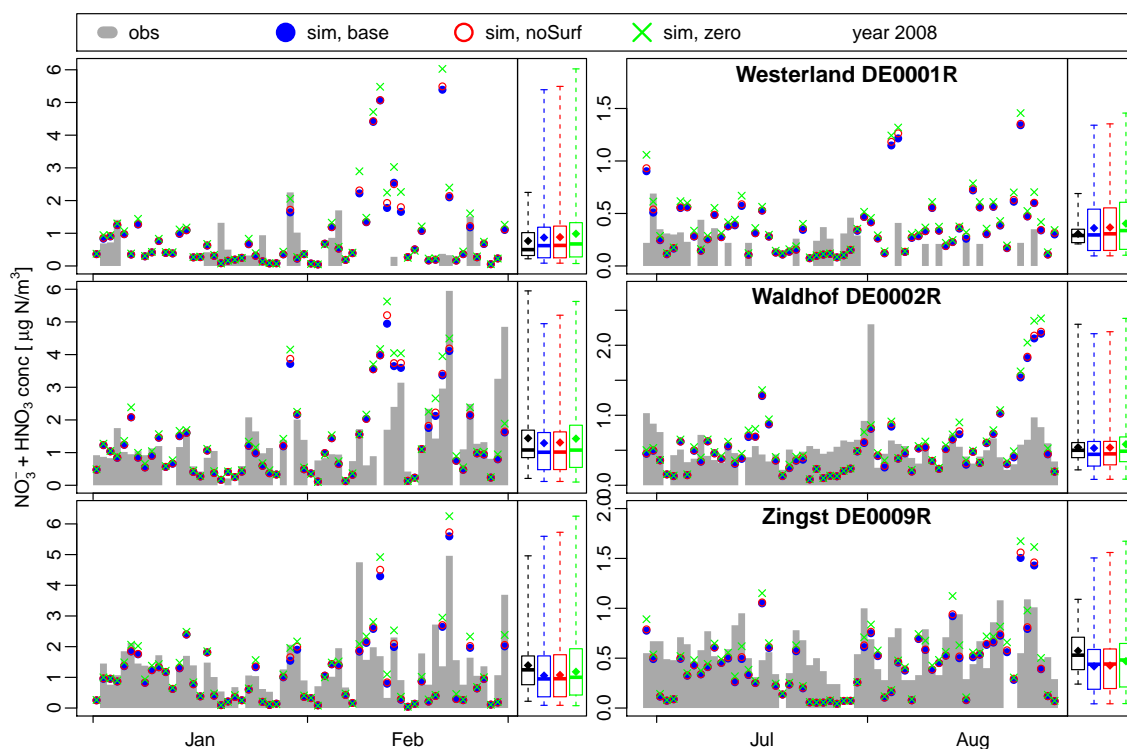 obs sim, base sim, noSurf sim, zero year 2008
NO₃⁻ + HNO₃ conc [ µg N/m³ ]
0 1 2 3 4 5 6
Westerland DE0001R
0.0 0.5 1.0 1.5
0 1 2 3 4 5 6
Waldhof DE0002R
0.0 1.0 2.0
0 1 2 3 4 5 6
Zingst DE0009R
0.0 0.5 1.0 1.5 2.0
Jan Feb Jul Aug